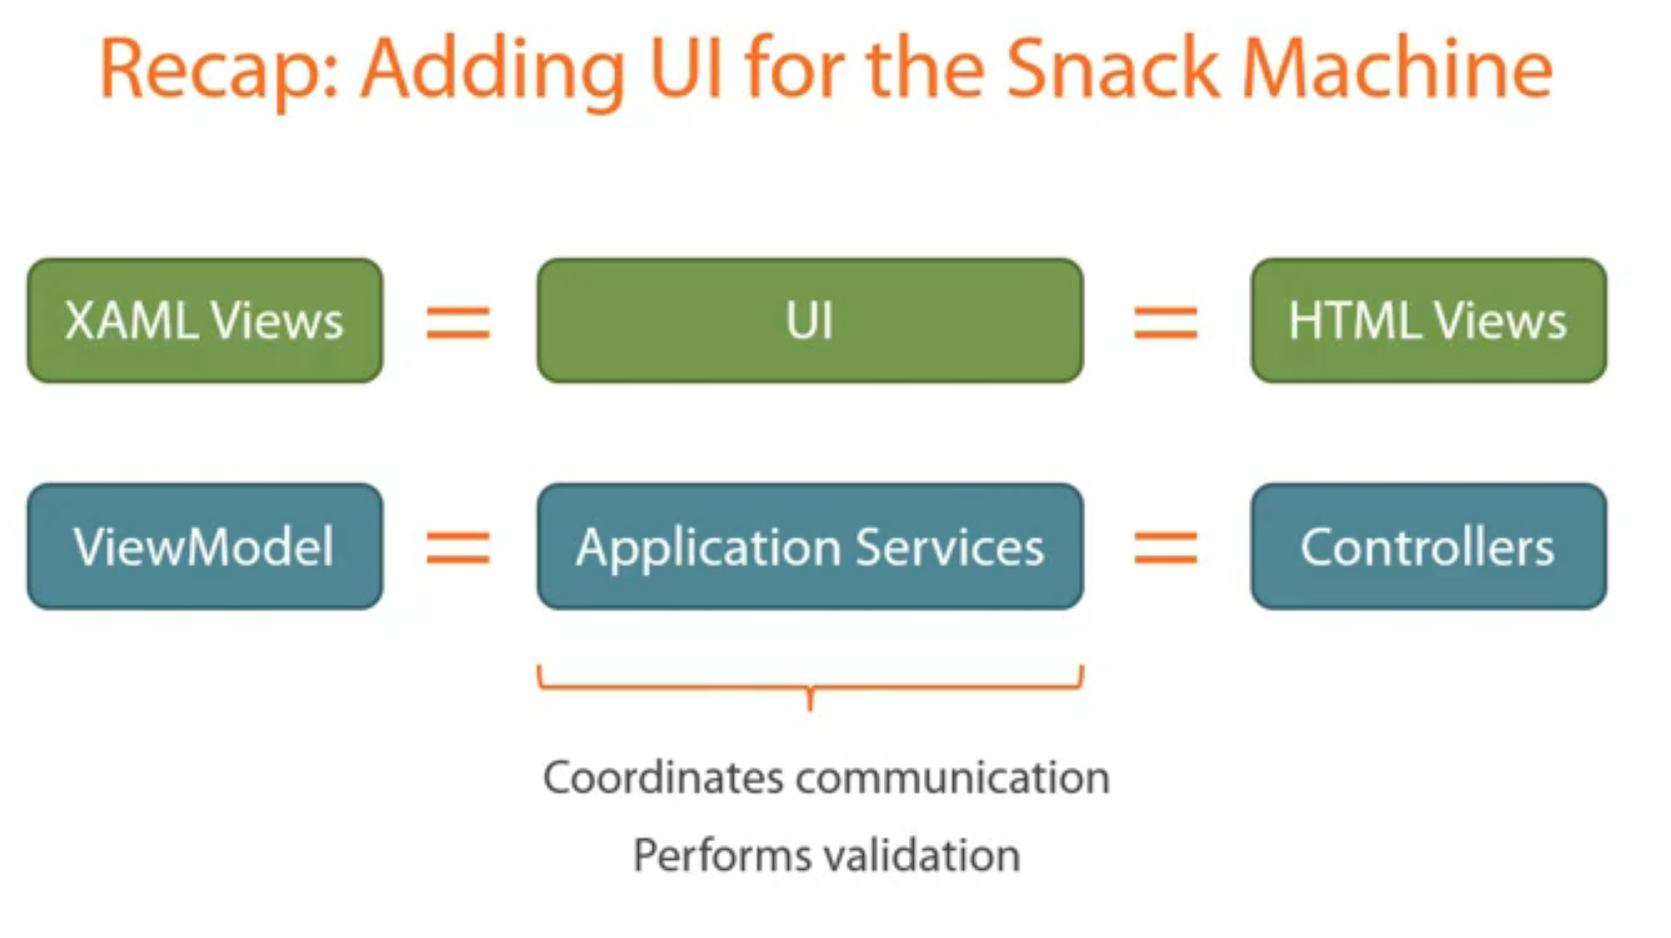 Recap: Adding UI for the Snack Machine
XAML Views = UI = HTML Views
ViewModel = Application Services = Controllers
Coordinates communication
Performs validation